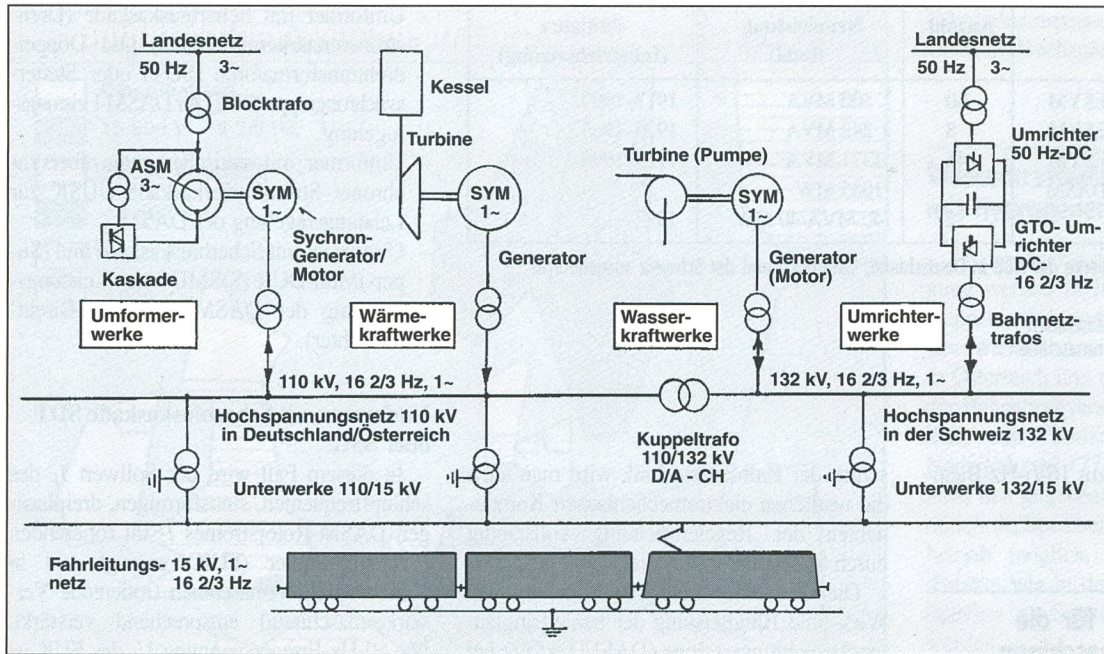 Landesnetz
50 Hz 3~
Blocktrafo
ASM
3~
SYM
1~
Sychron-
Generator/
Motor
Kaskade
Umformer-
werke
Kessel
Turbine
SYM
1~
Generator
Wärme-
kraftwerke
Turbine (Pumpe)
SYM
1~
Generator
(Motor)
Wasser-
kraftwerke
Landesnetz
50 Hz 3~
Umrichter
50 Hz-DC
GTO- Um-
richter
DC-
16 2/3 Hz
Umrichter-
werke
Bahnnetz-
trafos
110 kV, 16 2/3 Hz, 1~
132 kV, 16 2/3 Hz, 1~
Hochspannungsnetz 110 kV
in Deutschland/Österreich
Kuppeltrafo
110/132 kV
D/A - CH
Hochspannungsnetz
in der Schweiz 132 kV
Unterwerke 110/15 kV
Unterwerke 132/15 kV
Fahrleitungs- 15 kV, 1~
netz 16 2/3 Hz